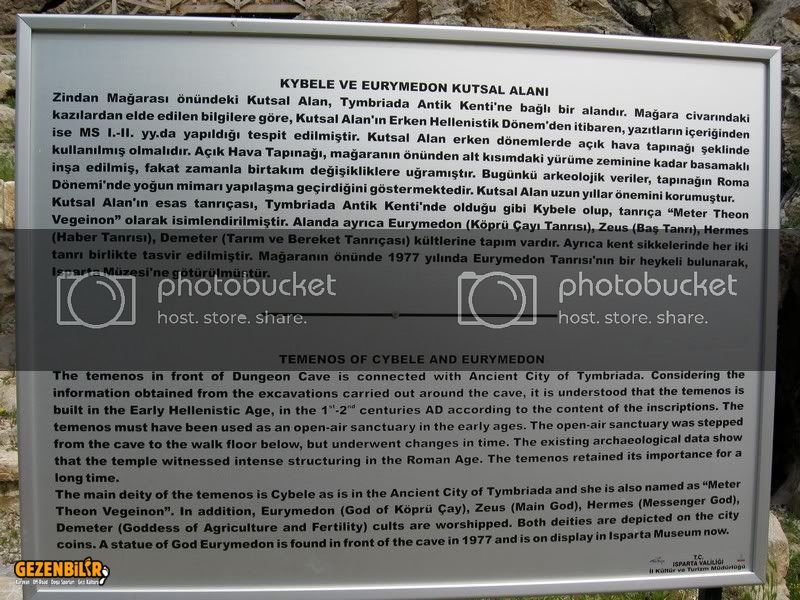 KYBELE VE EURYMEDON KUTSAL ALANI
Zindan Mağarası önündeki Kutsal Alan, Tymbriada Antik Kenti'ne bağlı bir alandır. Mağara civarındaki
kazılardan elde edilen bilgilere göre, Kutsal Alan'ın Erken Hellenistik Dönem'den itibaren, yazıtların içeriğinden
ise MS I.-II. yy.da yapıldığı tespit edilmiştir. Kutsal Alan erken dönemlerde açık hava tapınağı şeklinde
kullanılmış olmalıdır. Açık Hava Tapınağı, mağaranın önünden alt kısımdaki yürüme zeminine kadar basamaklı
inşa edilmiş, fakat zamanla birtakım değişikliklere uğramıştır. Bugünkü arkeolojik veriler, tapınağın Roma
Dönemi'nde yoğun mimarı yapılaşma geçirdiğini göstermektedir. Kutsal Alan uzun yıllar önemini korumuştur.
Kutsal Alan'ın esas tanrıçası, Tymbriada Antik Kenti'nde olduğu gibi Kybele olup, tanrıça “Meter Theon
Vegeinon” olarak isimlendirilmiştir. Alanda ayrıca Eurymedon (Köprü Çayı Tanrısı), Zeus (Baş Tanrı), Hermes
(Haber Tanrısı), Demeter (Tarım ve Bereket Tanrıçası) kültlerine tapım vardır. Ayrıca kent sikkelerinde her iki
tanrı birlikte tasvir edilmiştir. Mağaranın önünde 1977 yılında Eurymedon Tanrısı'nın bir heykeli bulunarak,
Isparta Müzesi'ne götürülmüştür.
photobucket
host. store. share.
photobucket
host. store. share.
TEMENOS OF CYBELE AND EURYMEDON
The temenos in front of Dungeon Cave is connected with Ancient City of Tymbriada. Considering the
information obtained from the excavations carried out around the cave, it is understood that the temenos is
built in the Early Hellenistic Age, in the 1st-2nd centuries AD according to the content of the inscriptions. The
temenos must have been used as an open-air sanctuary in the early ages. The open-air sanctuary was stepped
from the cave to the walk floor below, but underwent changes in time. The existing archaeological data show
that the temple witnessed intense structuring in the Roman Age. The temenos retained its importance for a
long time.
The main deity of the temenos is Cybele as is in the Ancient City of Tymbriada and she is also named as “Meter
Theon Vegeinon”. In addition, Eurymedon (God of Köprü Çay), Zeus (Main God), Hermes (Messenger God),
Demeter (Goddess of Agriculture and Fertility) cults are worshipped. Both deities are depicted on the city
coins. A statue of God Eurymedon is found in front of the cave in 1977 and is on display in Isparta Museum now.
T.C.
ISPARTA VALİLİĞİ
İl Kültür ve Turizm Müdürlüğü
GEZENBİLİR